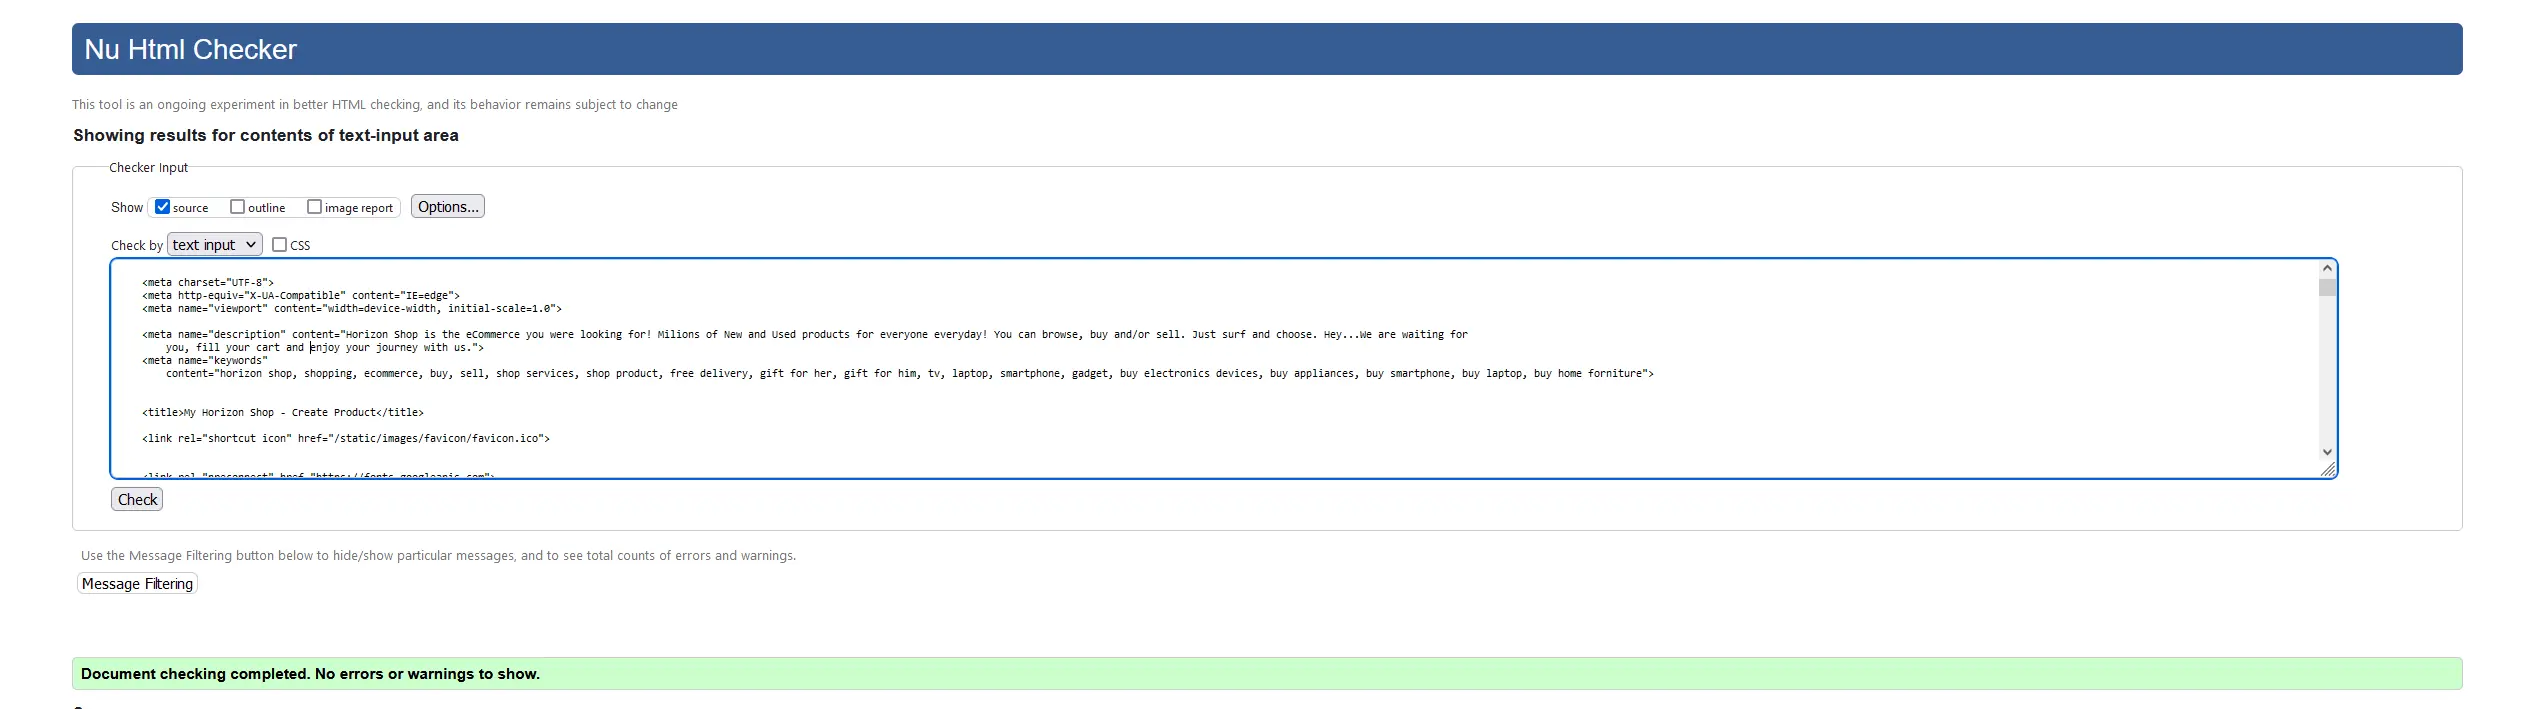 Nu Html Checker
This tool is an ongoing experiment in better HTML checking, and its behavior remains subject to change
Showing results for contents of text-input area
Checker Input
Show source outline image report Options...
Check by text input CSS
<meta charset="UTF-8">
<meta http-equiv="X-UA-Compatible" content="IE=edge">
<meta name="viewport" content="width=device-width, initial-scale=1.0">
<meta name="description" content="Horizon Shop is the eCommerce you were looking for! Milions of New and Used products for everyone everyday! You can browse, buy and/or sell. Just surf and choose. Hey...We are waiting for
you, fill your cart and enjoy your journey with us.">
<meta name="keywords"
content="horizon shop, shopping, ecommerce, buy, sell, shop services, shop product, free delivery, gift for her, gift for him, tv, laptop, smartphone, gadget, buy electronics devices, buy appliances, buy smartphone, buy laptop, buy home forniture">
<title>My Horizon Shop - Create Product</title>
<link rel="shortcut icon" href="/static/images/favicon/favicon.ico">
<link rel="preconnect" href="https://fonts.googleapis.com">
Check
Use the Message Filtering button below to hide/show particular messages, and to see total counts of errors and warnings.
Message Filtering
Document checking completed. No errors or warnings to show.